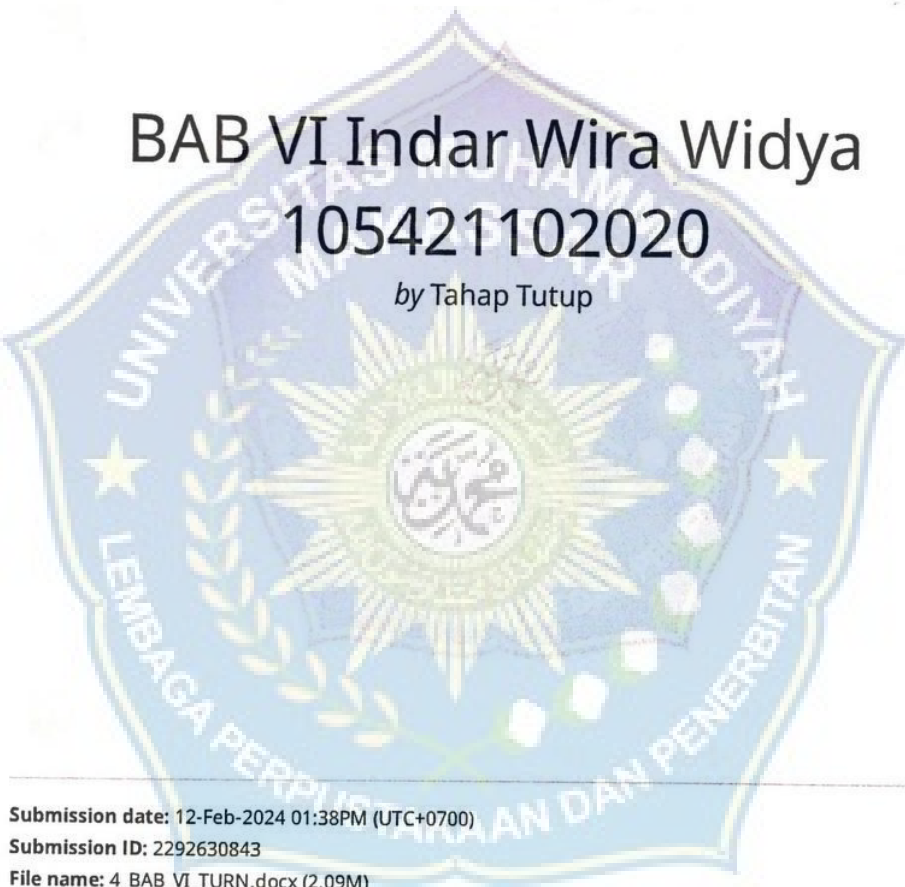 BAB VI Indar Wira Widya
105421102020
by Tahap Tutup
UNIVERSITAS MUHAMMADIYAH
MAKASSAR
محمد
LEMBAGA PERPUSTAKAAN DAN PENERBITAN
Submission date: 12-Feb-2024 01:38PM (UTC+0700)
Submission ID: 2292630843
File name: 4_BAB_VI_TURN.docx (2.09M)